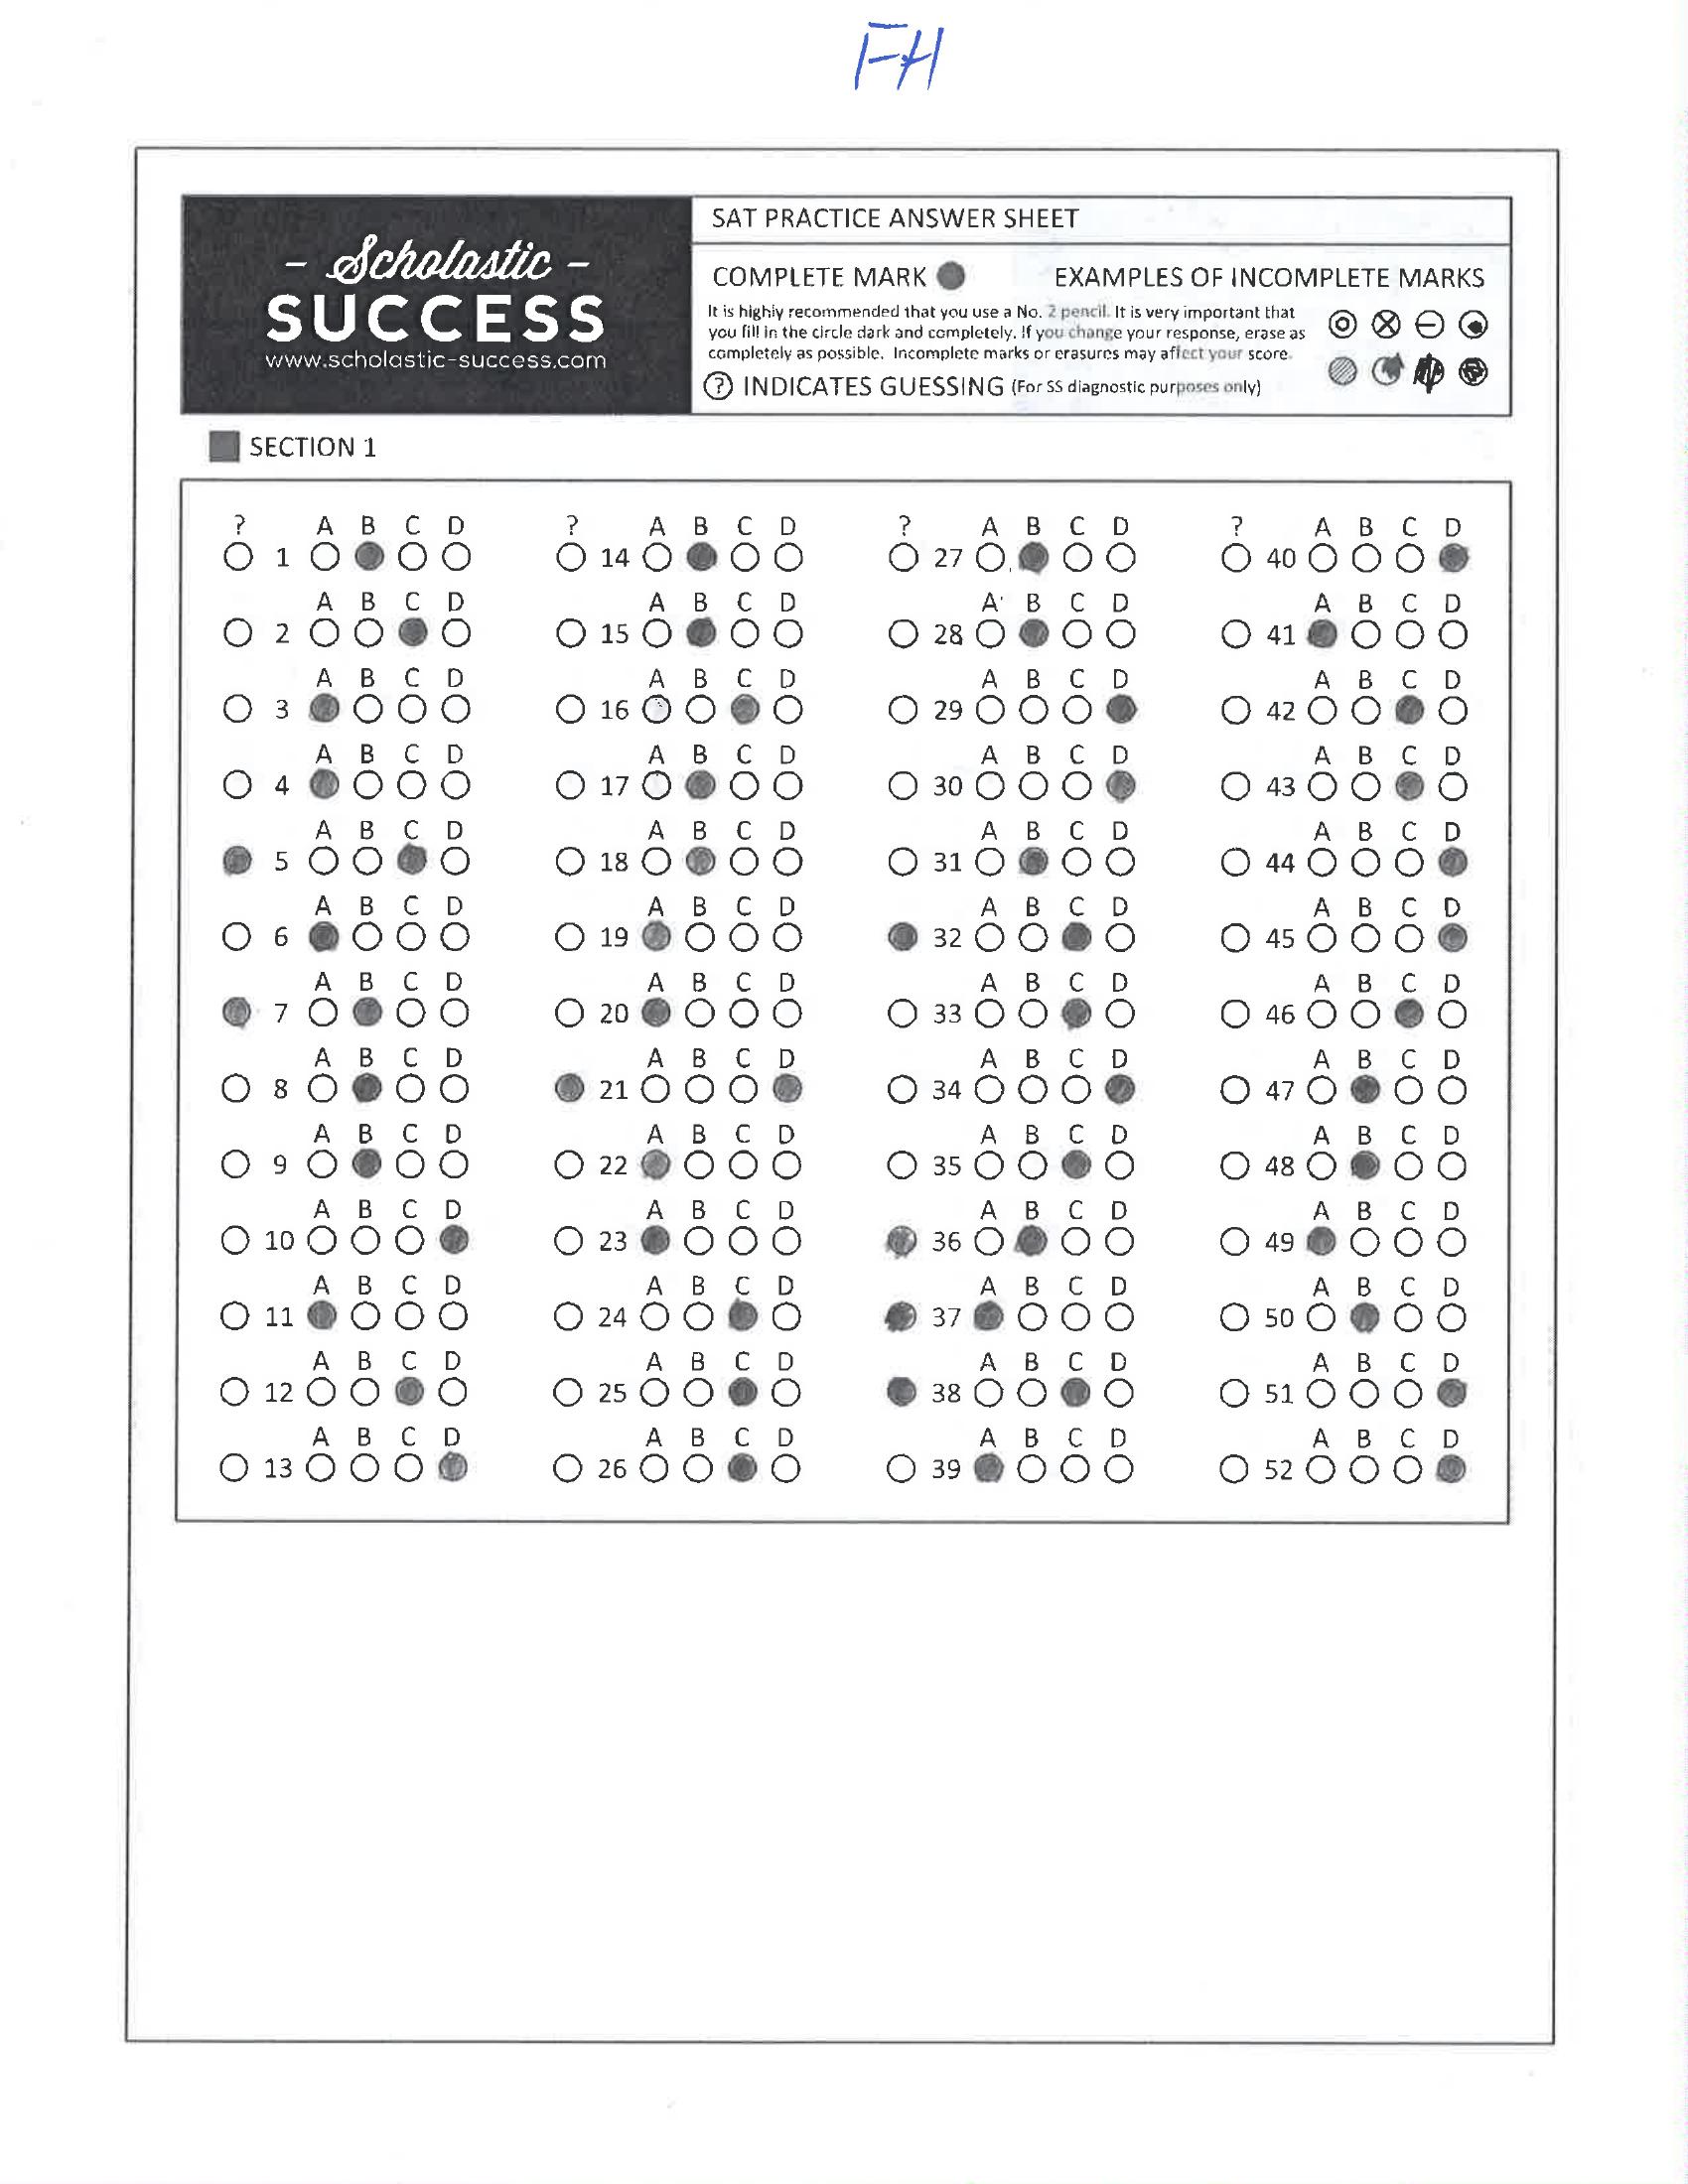 FH
- Scholastic -
SUCCESS
www.scholastic-success.com
SAT PRACTICE ANSWER SHEET
COMPLETE MARK
EXAMPLES OF INCOMPLETE MARKS
It is highly recommended that you use a No. 2 pencil. It is very important that
you fill in the circle dark and completely. If you change your response, erase as
completely as possible. Incomplete marks or erasures may affect your score.
? INDICATES GUESSING (For SS diagnostic purposes only)
SECTION 1
? A B C D ? A B C D ? A B C D ? A B C D
1 14 27 40
A B C D A B C D A B C D A B C D
2 15 28 41
A B C D A B C D A B C D A B C D
3 16 29 42
A B C D A B C D A B C D A B C D
4 17 30 43
A B C D A B C D A B C D A B C D
5 18 31 44
A B C D A B C D A B C D A B C D
6 19 32 45
A B C D A B C D A B C D A B C D
7 20 33 46
A B C D A B C D A B C D A B C D
8 21 34 47
A B C D A B C D A B C D A B C D
9 22 35 48
A B C D A B C D A B C D A B C D
10 23 36 49
A B C D A B C D A B C D A B C D
11 24 37 50
A B C D A B C D A B C D A B C D
12 25 38 51
A B C D A B C D A B C D A B C D
13 26 39 52